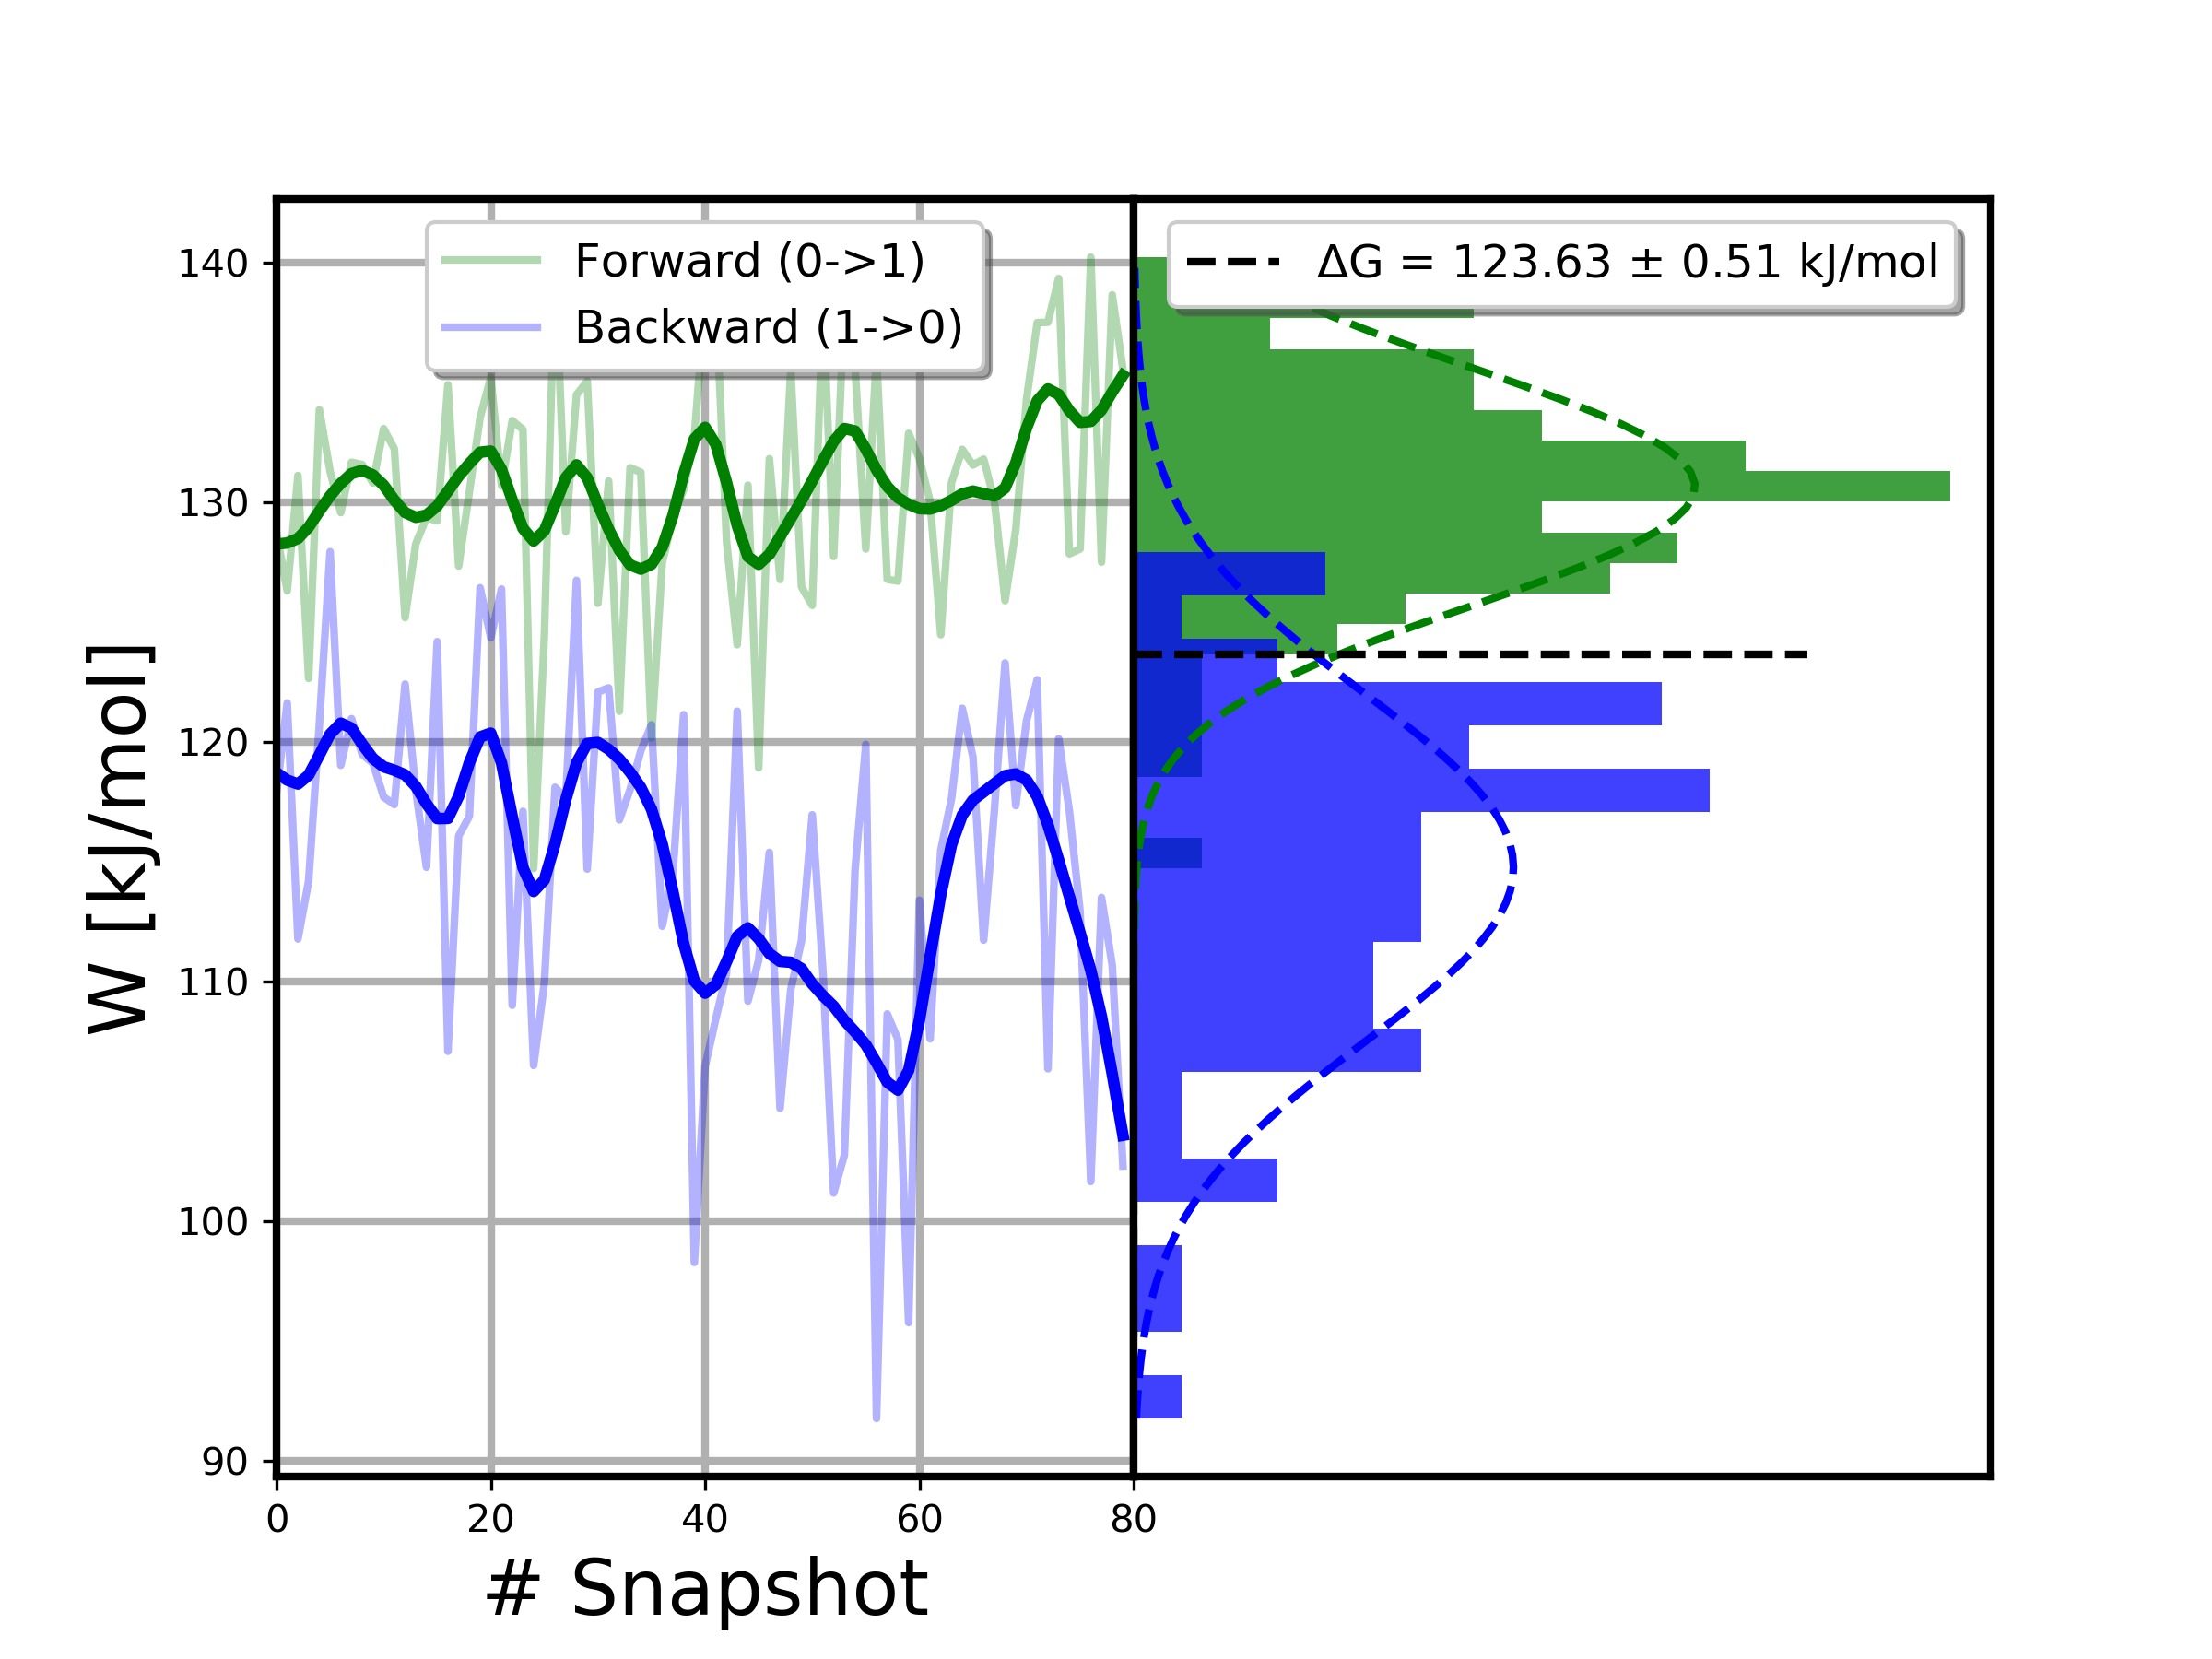 Forward (0->1)
Backward (1->0)
ΔG = 123.63 ± 0.51 kJ/mol
W [kJ/mol]
140
130
120
110
100
90
0 20 40 60 80
# Snapshot